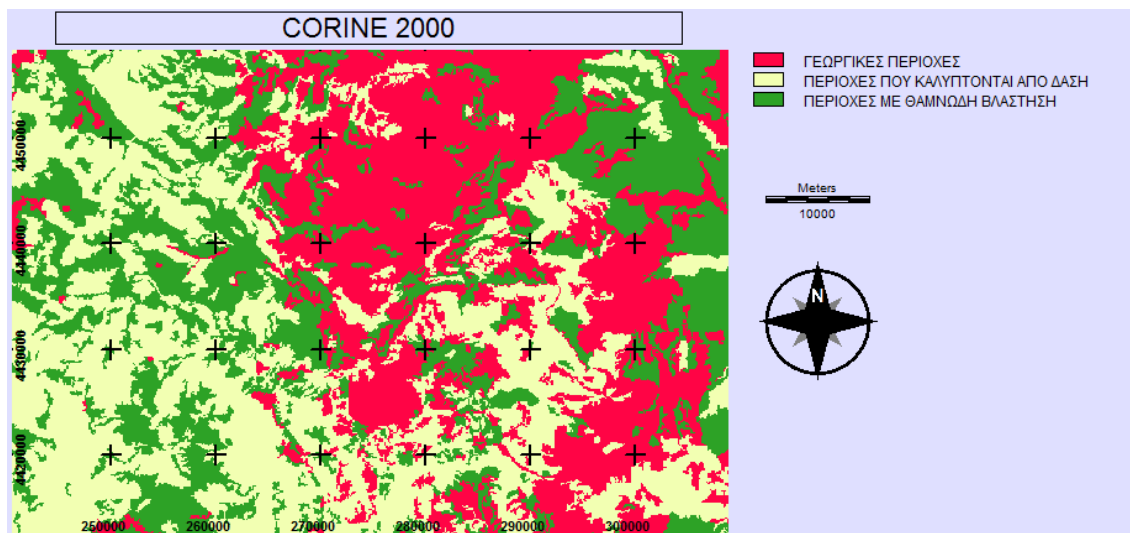 CORINE 2000
ΓΕΩΡΓΙΚΕΣ ΠΕΡΙΟΧΕΣ
ΠΕΡΙΟΧΕΣ ΠΟΥ ΚΑΛΥΠΤΟΝΤΑΙ ΑΠΟ ΔΑΣΗ
ΠΕΡΙΟΧΕΣ ΜΕ ΘΑΜΝΩΔΗ ΒΛΑΣΤΗΣΗ
Meters
10000
N
4450000
4440000
4430000
4420000
250000 260000 270000 280000 290000 300000